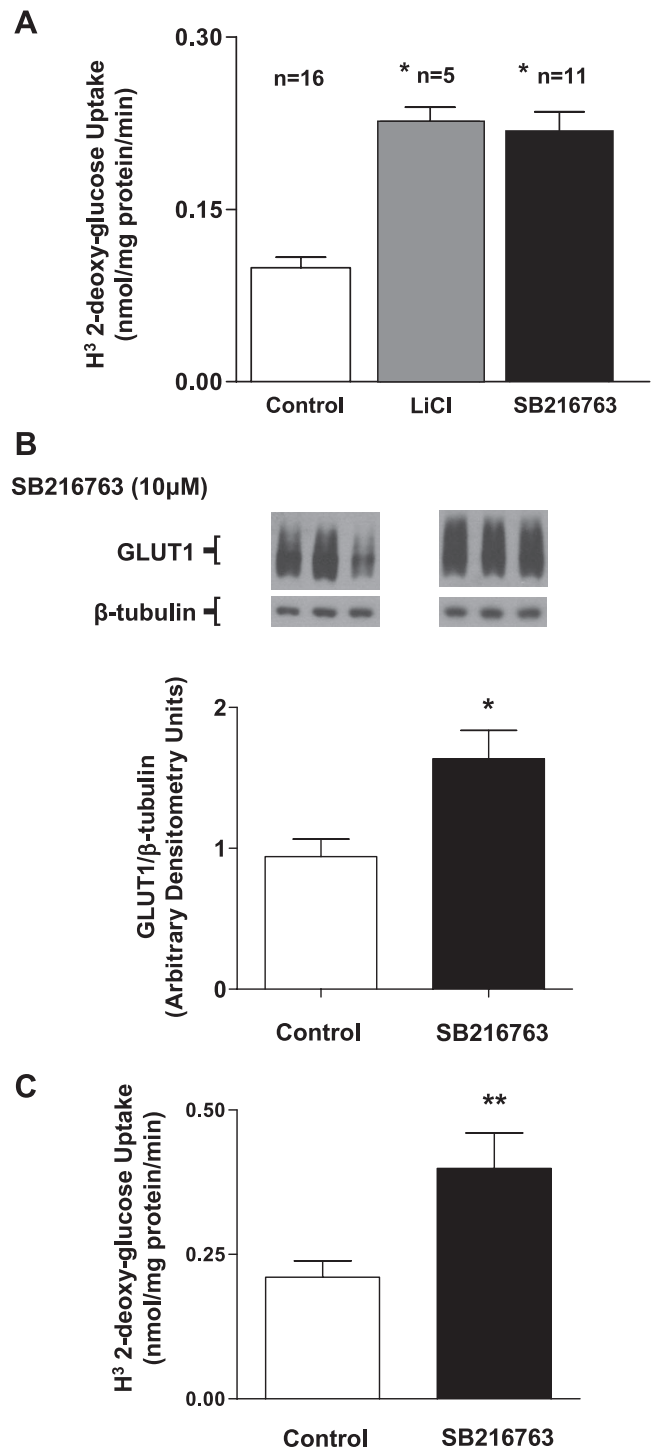 A
H³ 2-deoxy-glucose Uptake
(nmol/mg protein/min)
0.30
0.15
0.00
n=16
* n=5
* n=11
Control
LiCl
SB216763
B
SB216763 (10µM)
GLUT1
β-tubulin
GLUT1/β-tubulin
(Arbitrary Densitometry Units)
2
1
0
*
Control
SB216763
C
H³ 2-deoxy-glucose Uptake
(nmol/mg protein/min)
0.50
0.25
0.00
**
Control
SB216763